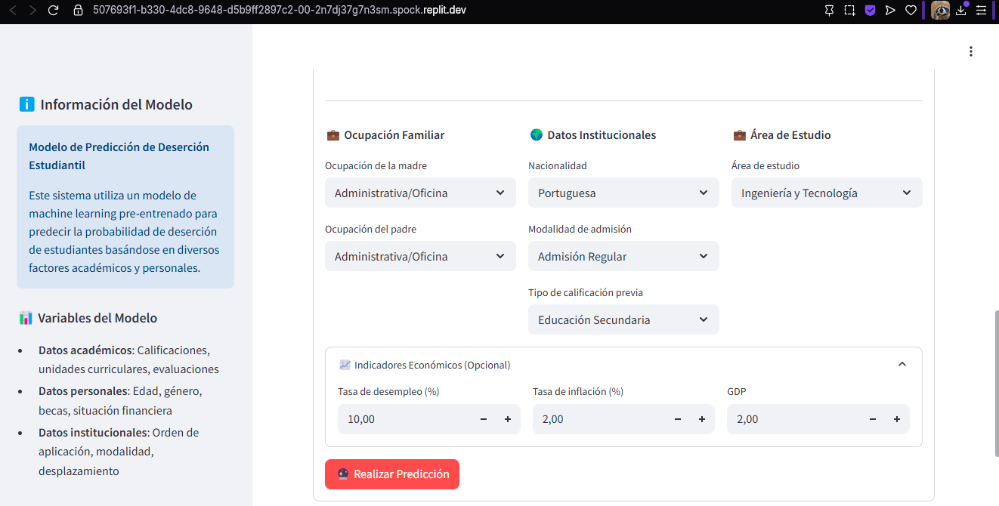 507693f1-b330-4dc8-9648-d5b9ff2897c2-00-2n7dj37g7n3sm.spock.replit.dev
Información del Modelo
Modelo de Predicción de Deserción
Estudiantil
Este sistema utiliza un modelo de
machine learning pre-entrenado para
predecir la probabilidad de deserción
de estudiantes basándose en diversos
factores académicos y personales.
Variables del Modelo
• Datos académicos: Calificaciones,
unidades curriculares, evaluaciones
• Datos personales: Edad, género,
becas, situación financiera
• Datos institucionales: Orden de
aplicación, modalidad,
desplazamiento
Ocupación Familiar
Ocupación de la madre
Administrativa/Oficina
Ocupación del padre
Administrativa/Oficina
Datos Institucionales
Nacionalidad
Portuguesa
Modalidad de admisión
Admisión Regular
Tipo de calificación previa
Educación Secundaria
Área de Estudio
Área de estudio
Ingeniería y Tecnología
Indicadores Económicos (Opcional)
Tasa de desempleo (%)
10,00
Tasa de inflación (%)
2,00
GDP
2,00
Realizar Predicción